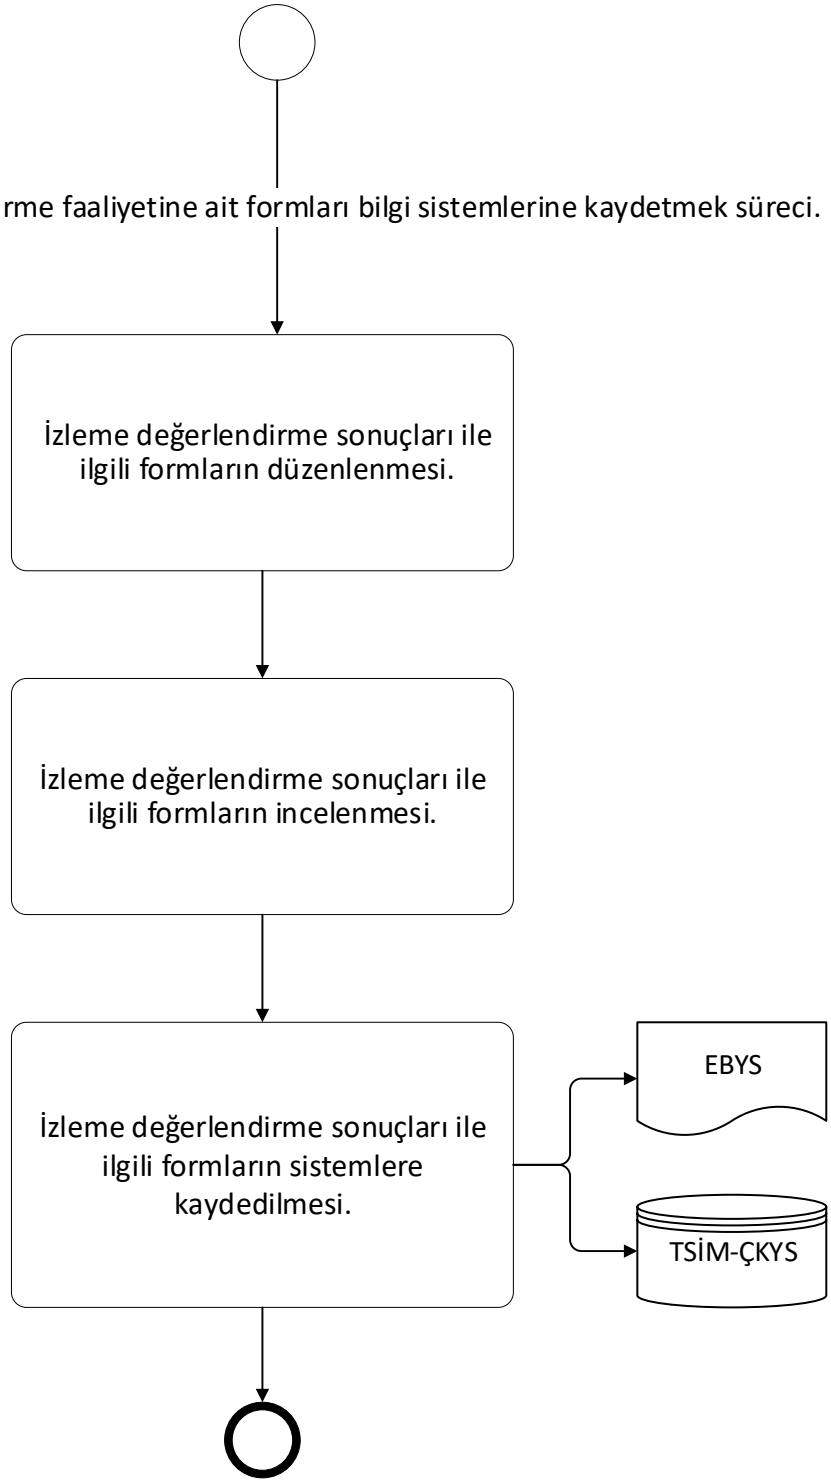 rme faaliyetine ait formları bilgi sistemlerine kaydetmek süreci.
İzleme değerlendirme sonuçları ile
ilgili formların düzenlenmesi.
İzleme değerlendirme sonuçları ile
ilgili formların incelenmesi.
İzleme değerlendirme sonuçları ile
ilgili formların sistemlere
kaydedilmesi.
EBYS
TSİM-ÇKYS